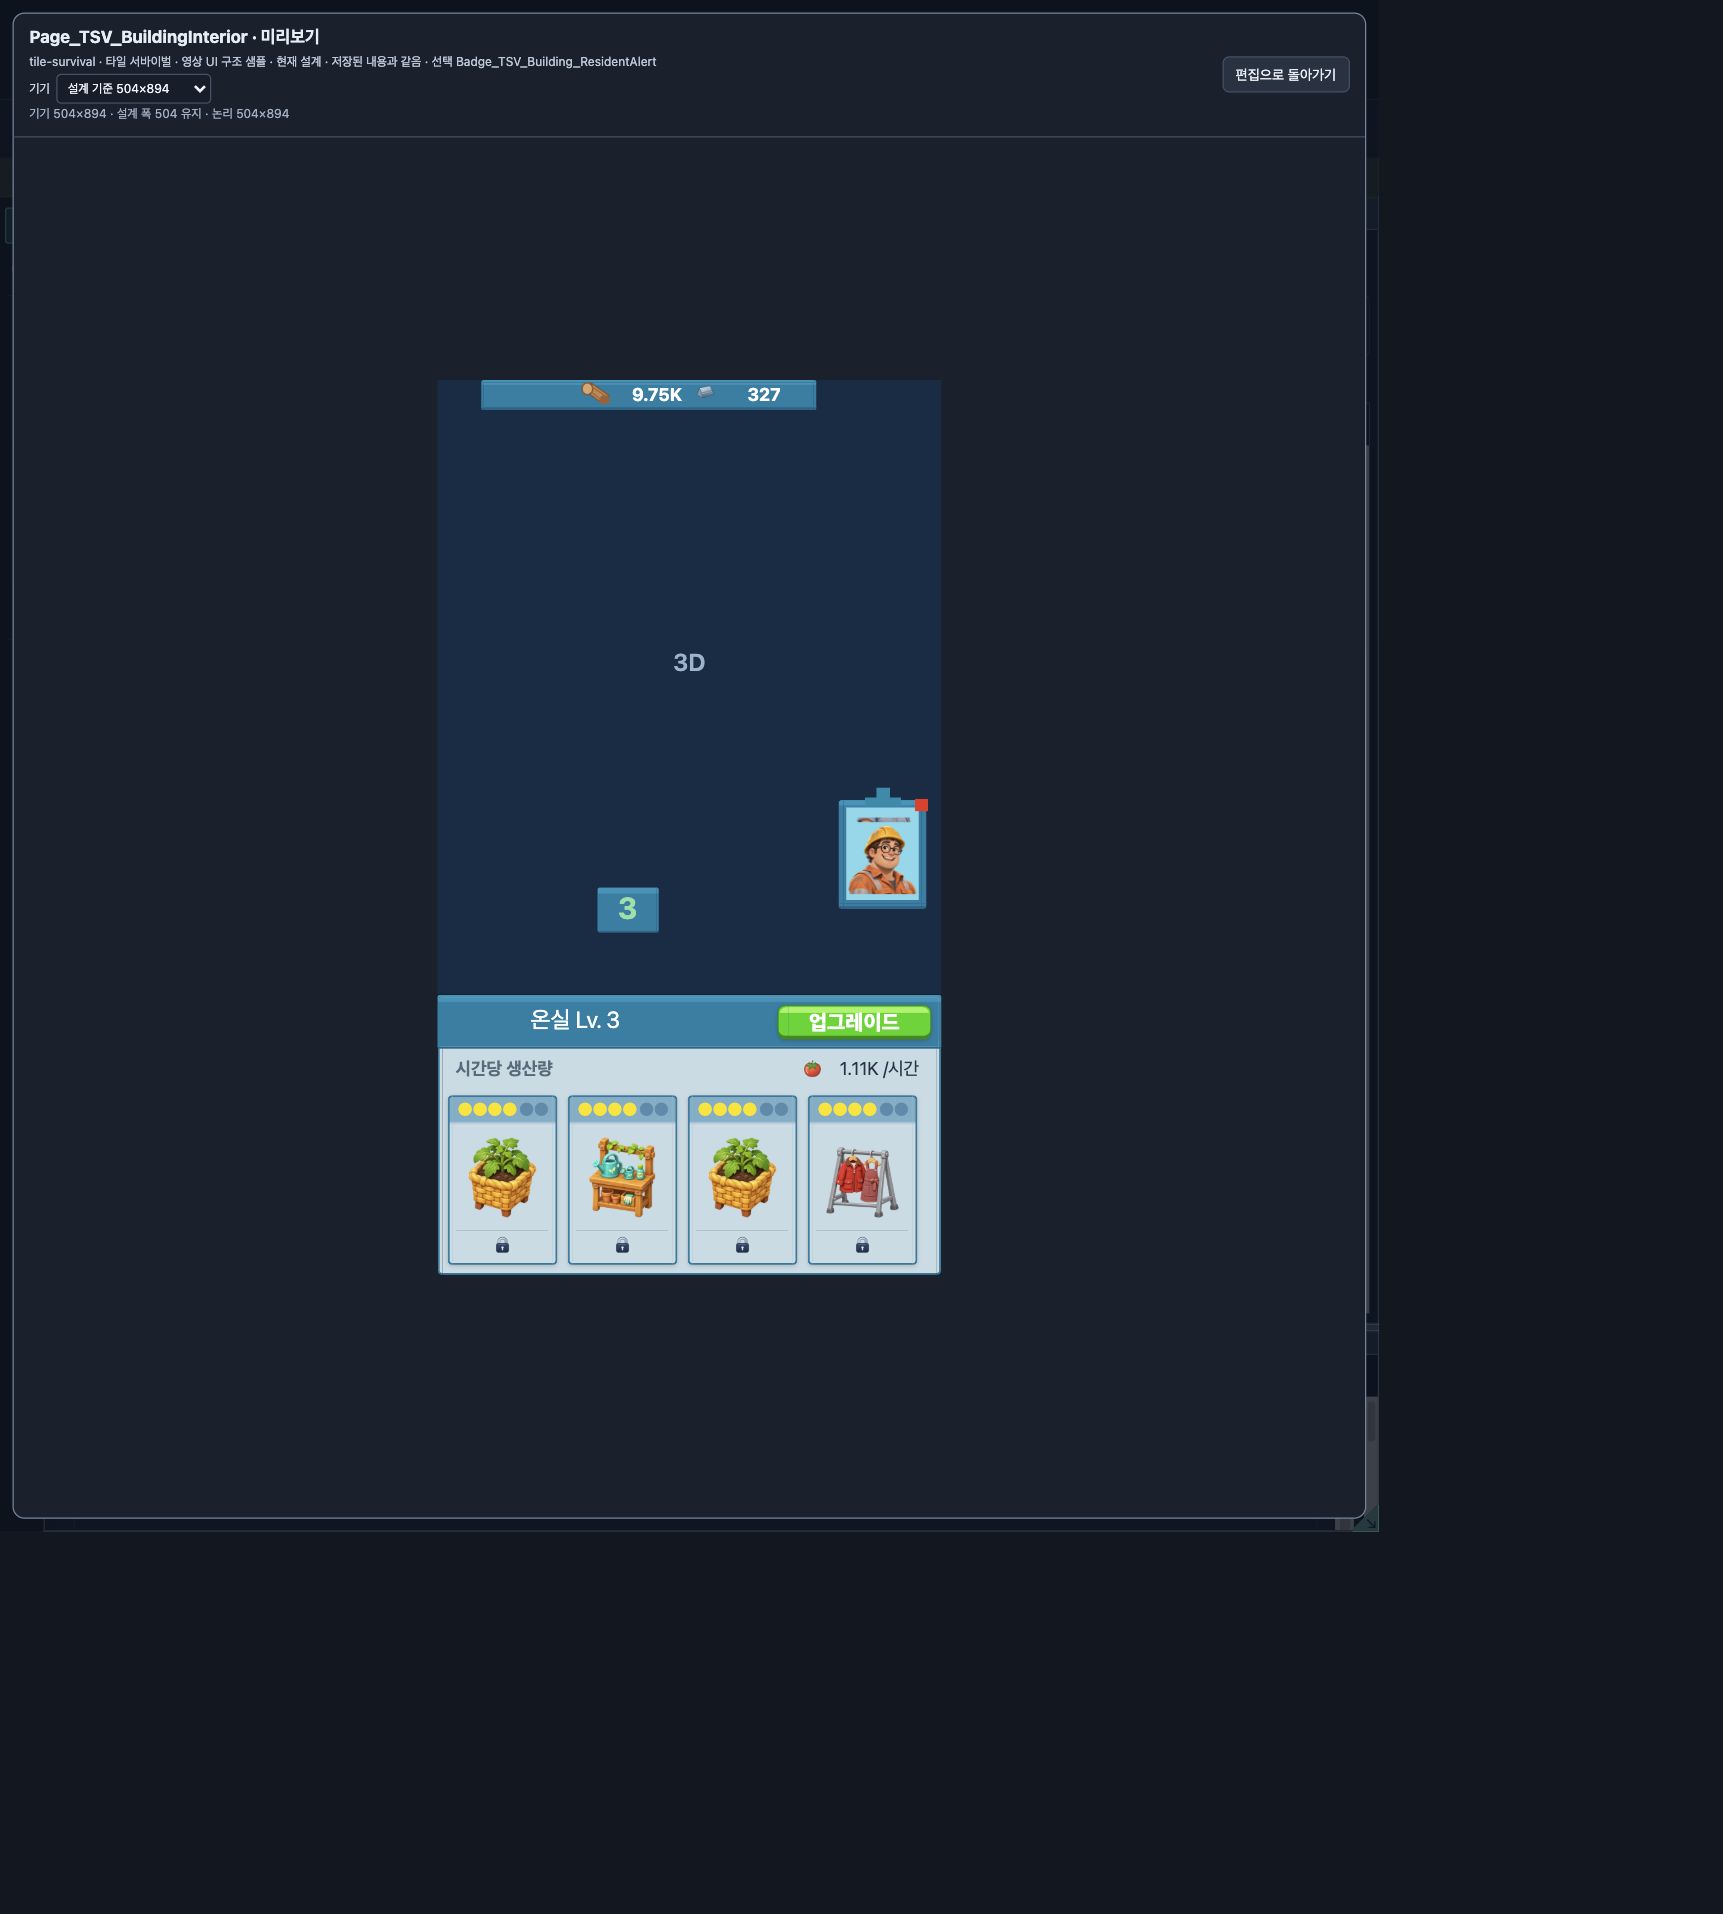 Page_TSV_BuildingInterior · 미리보기
tile-survival · 타일 서바이벌 · 영상 UI 구조 샘플 · 현재 설계 · 저장된 내용과 같음 · 선택 Badge_TSV_Building_ResidentAlert
편집으로 돌아가기
기기 설계 기준 504×894
기기 504×894 · 설계 폭 504 유지 · 논리 504×894
9.75K 327
3D
3
온실 Lv. 3 업그레이드
시간당 생산량 1.11K /시간